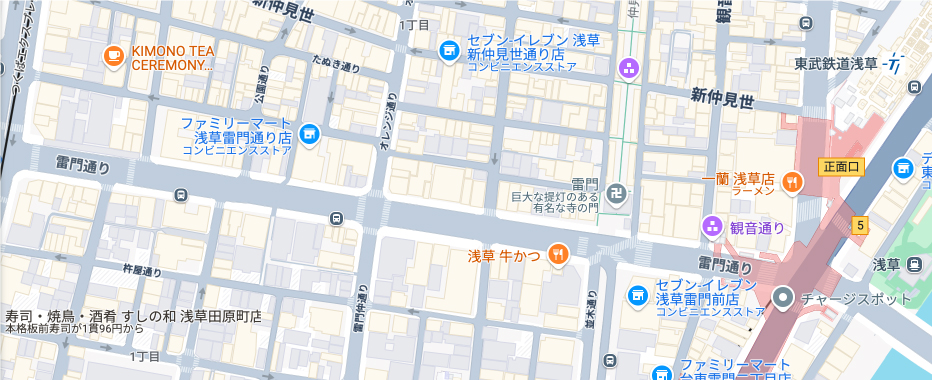 新仲見世
1丁目
オレンジ通り
セブン-イレブン 浅草
新仲見世通り店
コンビニエンスストア
KIMONO TEA
CEREMONY...
たぬき通り
公園通り
東武鉄道浅草
新仲見世
ファミリーマート
浅草雷門通り店
コンビニエンスストア
雷門通り
正面口
一蘭 浅草店
ラーメン
雷門
巨大な提灯のある
有名な寺の門
観音通り
5
浅草 牛かつ
雷門通り
浅草
杵屋通り
セブン-イレブン
浅草雷門前店
コンビニエンスストア
チャージスポット
雷門仲通り
並木通り
寿司・焼鳥・酒肴 すしの和 浅草田原町店
本格板前寿司が1貫96円から
1丁目
ファミリーマート